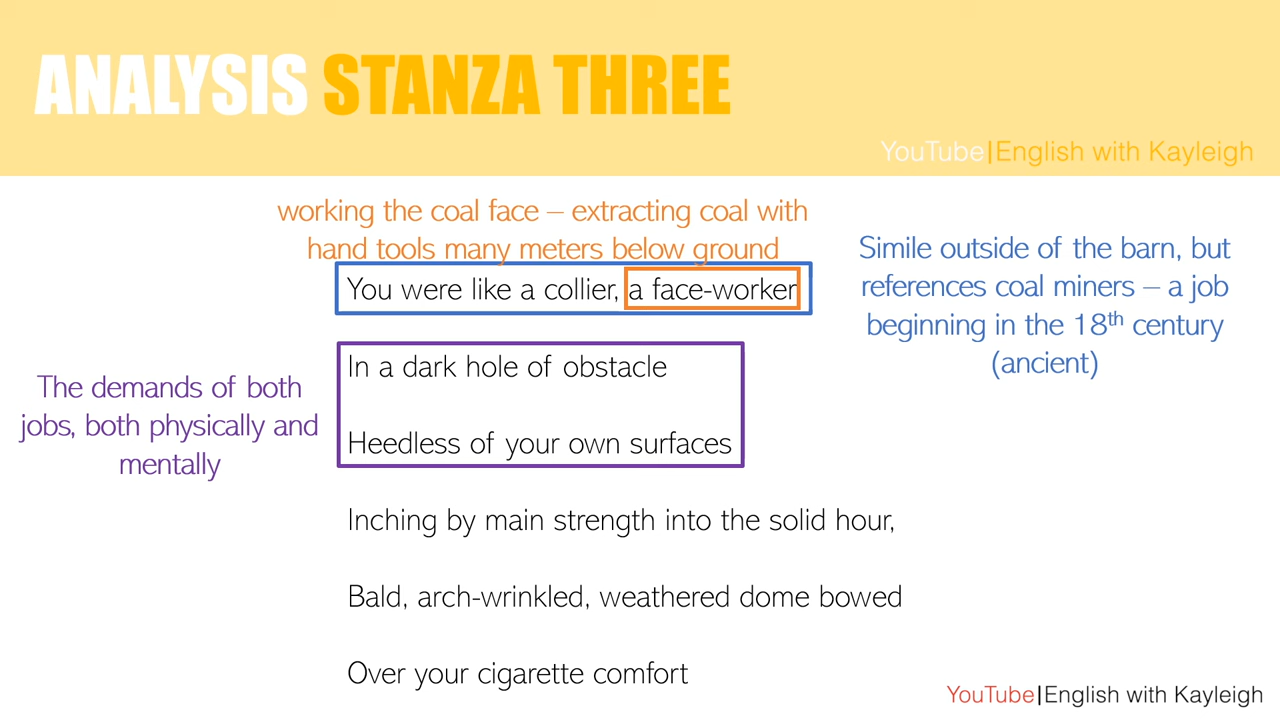 ANALYSIS STANZA THREE
YouTube|English with Kayleigh
working the coal face – extracting coal with
hand tools many meters below ground
Simile outside of the barn, but
references coal miners – a job
beginning in the 18th century
(ancient)
You were like a collier, a face-worker
In a dark hole of obstacle
Heedless of your own surfaces
The demands of both
jobs, both physically and
mentally
Inching by main strength into the solid hour,
Bald, arch-wrinkled, weathered dome bowed
Over your cigarette comfort
YouTube|English with Kayleigh